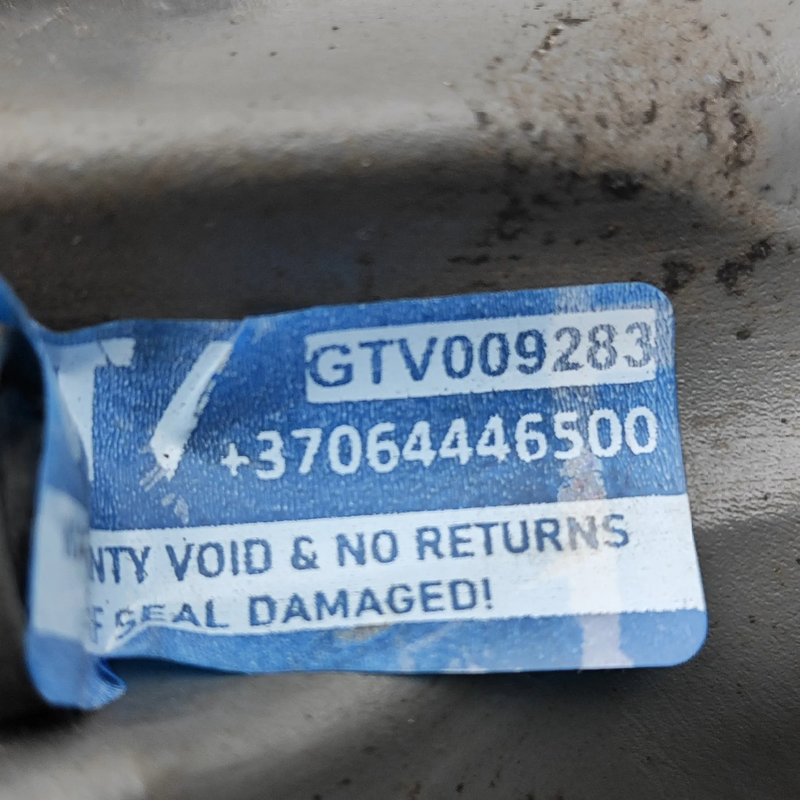 GTV009283
+37064446500
NTY VOID & NO RETURNS
F SEAL DAMAGED!